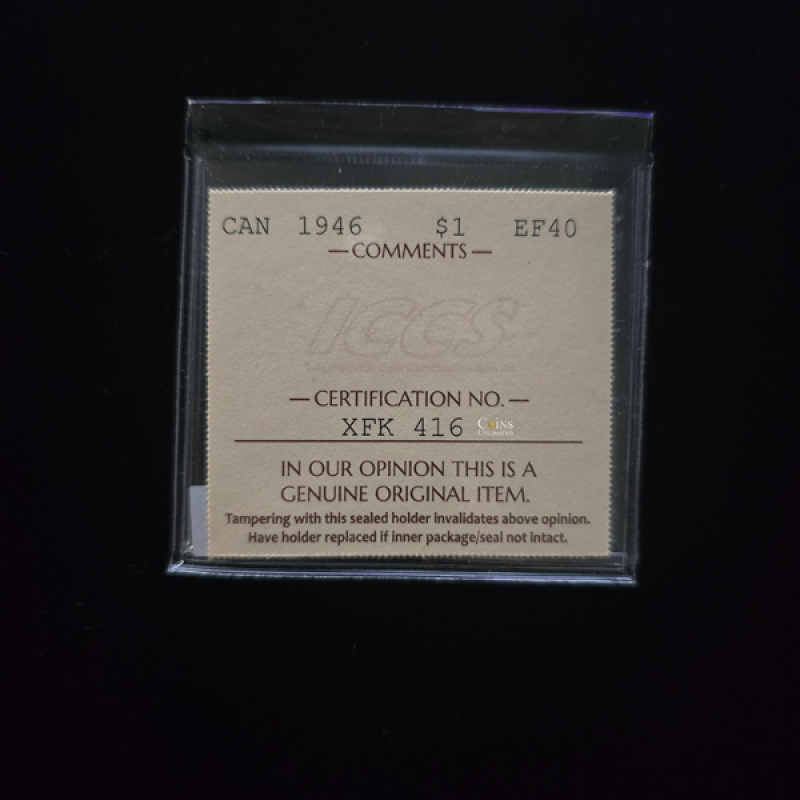 CAN 1946 $1 EF40
— COMMENTS —
ICCS
— CERTIFICATION NO. —
XFK 416
Coins
UNLIMITED
IN OUR OPINION THIS IS A
GENUINE ORIGINAL ITEM.
Tampering with this sealed holder invalidates above opinion.
Have holder replaced if inner package/seal not intact.